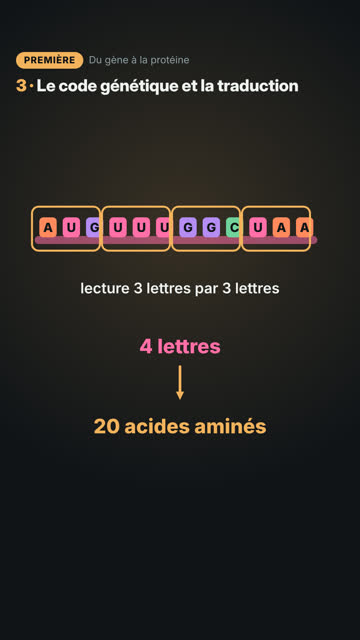 PREMIÈRE Du gène à la protéine
3 · Le code génétique et la traduction
A U G U U U G G C U A A
lecture 3 lettres par 3 lettres
4 lettres
20 acides aminés